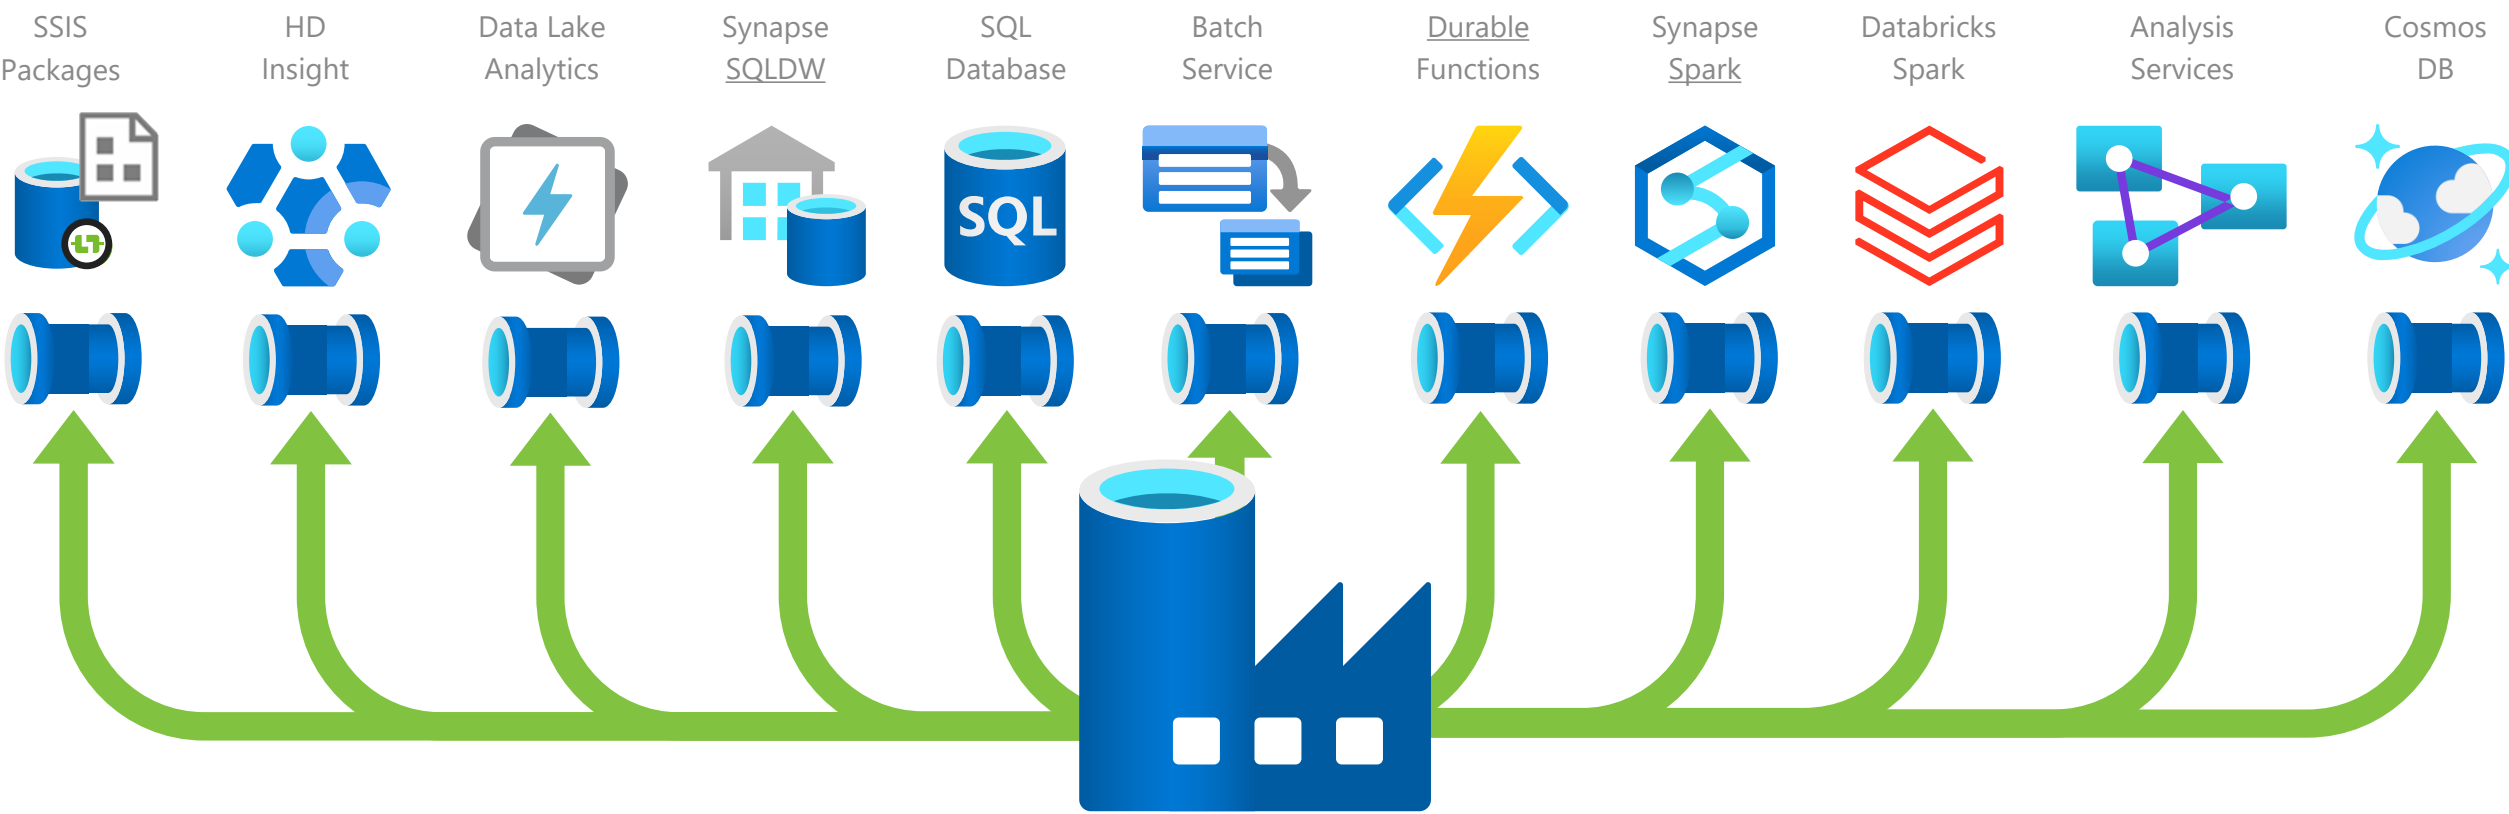 SSIS
Packages
HD
Insight
Data Lake
Analytics
Synapse
SQLDW
SQL
Database
Batch
Service
Durable
Functions
Synapse
Spark
Databricks
Spark
Analysis
Services
Cosmos
DB
SQL